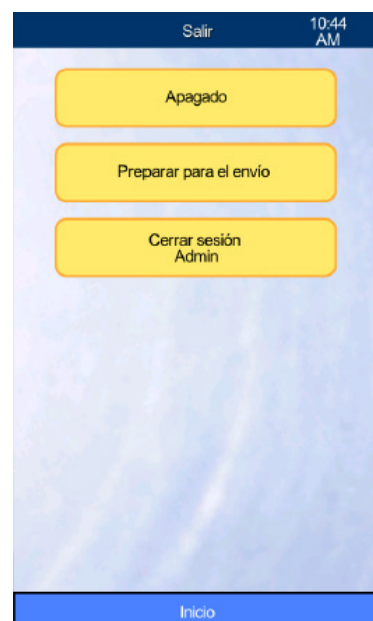 Salir
10:44
AM
Apagado
Preparar para el envío
Cerrar sesión
Admin
Inicio